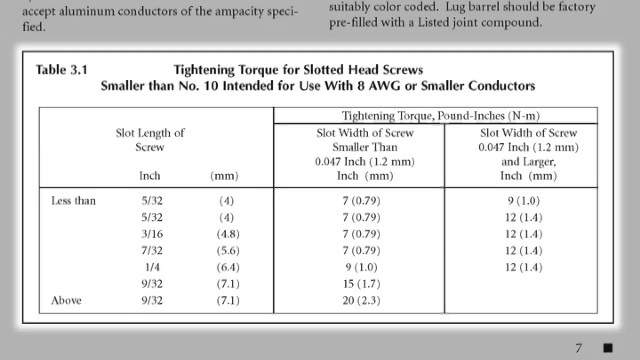 accept aluminum conductors of the ampacity speci-
fied.
suitably color coded. Lug barrel should be factory
pre-filled with a Listed joint compound.
Table 3.1 Tightening Torque for Slotted Head Screws
Smaller than No. 10 Intended for Use With 8 AWG or Smaller Conductors
Tightening Torque, Pound-Inches (N-m)
Slot Length of Screw
Inch (mm)
Slot Width of Screw
Smaller Than
0.047 Inch (1.2 mm)
Inch (mm)
Slot Width of Screw
0.047 Inch (1.2 mm)
and Larger,
Inch (mm)
Less than 5/32 (4) 7 (0.79) 9 (1.0)
5/32 (4) 7 (0.79) 12 (1.4)
3/16 (4.8) 7 (0.79) 12 (1.4)
7/32 (5.6) 7 (0.79) 12 (1.4)
1/4 (6.4) 9 (1.0) 12 (1.4)
9/32 (7.1) 15 (1.7)
Above 9/32 (7.1) 20 (2.3)
7